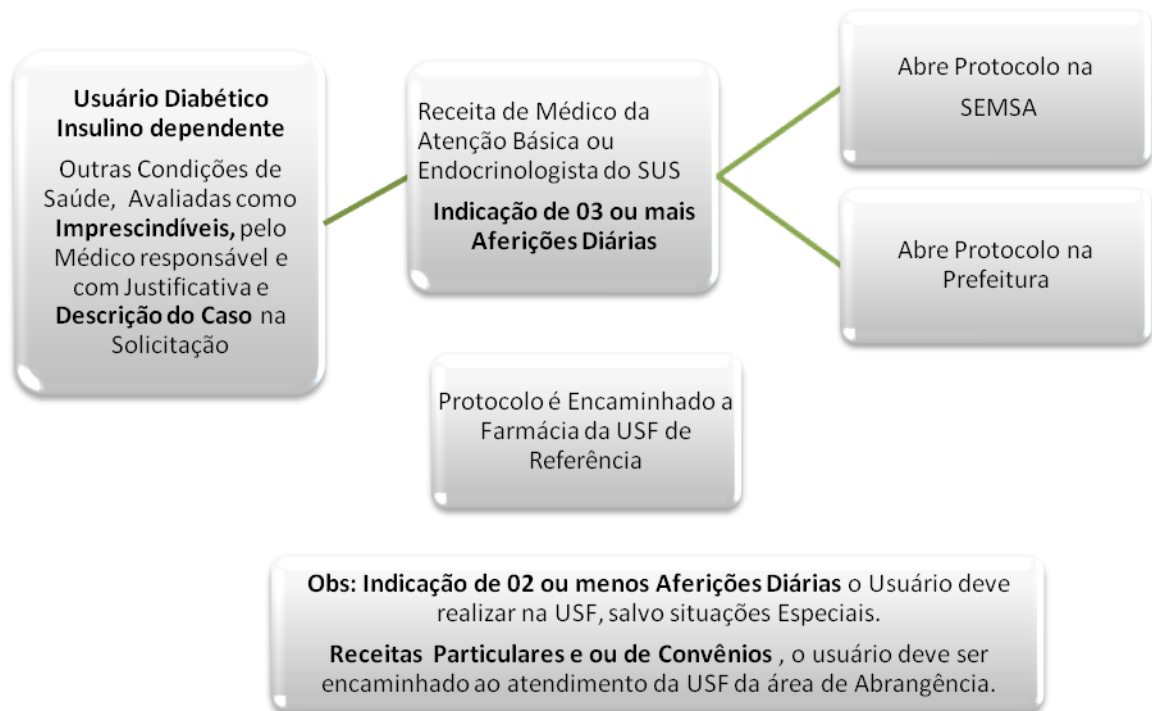 Usuário Diabético
Insulino dependente
Outras Condições de
Saúde, Avaliadas como
Imprescindíveis, pelo
Médico responsável e
com Justificativa e
Descrição do Caso na
Solicitação
Receita de Médico da
Atenção Básica ou
Endocrinologista do SUS
Indicação de 03 ou mais
Aferições Diárias
Abre Protocolo na
SEMSA
Abre Protocolo na
Prefeitura
Protocolo é Encaminhado a
Farmácia da USF de
Referência
Obs: Indicação de 02 ou menos Aferições Diárias o Usuário deve
realizar na USF, salvo situações Especiais.
Receitas Particulares e ou de Convênios , o usuário deve ser
encaminhado ao atendimento da USF da área de Abrangência.